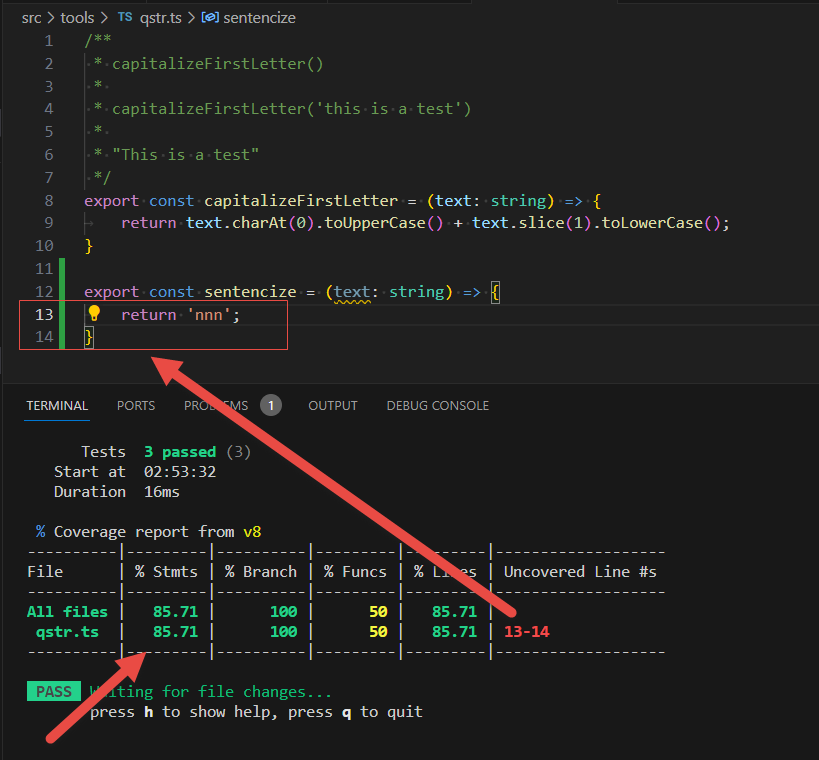 src > tools > TS qstr.ts > sentencize
1 /**
2 * capitalizeFirstLetter()
3 *
4 * capitalizeFirstLetter('this is a test')
5 *
6 * "This is a test"
7 */
8 export const capitalizeFirstLetter = (text: string) => {
9 return text.charAt(0).toUpperCase() + text.slice(1).toLowerCase();
10 }
11
12 export const sentencize = (text: string) => {
13 return 'nnn';
14 }
TERMINAL PORTS PROBLEMS 1 OUTPUT DEBUG CONSOLE
Tests 3 passed (3)
Start at 02:53:32
Duration 16ms
% Coverage report from v8
----------|---------|----------|---------|---------|-------------------
File | % Stmts | % Branch | % Funcs | % Lines | Uncovered Line #s
----------|---------|----------|---------|---------|-------------------
All files | 85.71 | 100 | 50 | 85.71 |
qstr.ts | 85.71 | 100 | 50 | 85.71 | 13-14
----------|---------|----------|---------|---------|-------------------
PASS Waiting for file changes...
press h to show help, press q to quit